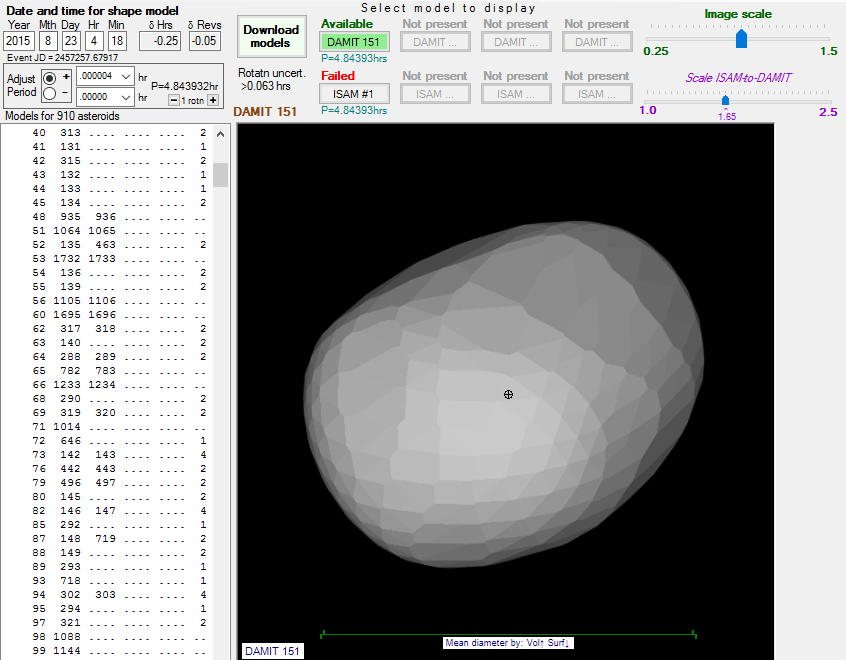 Date and time for shape model
Year Mth Day Hr Min δ Hrs δ Revs
2015 8 23 4 18 -0.25 -0.05
Event JD = 2457257.67917
Adjust Period + - .000004 hr
.00000 hr
P=4.843932hr
- 1 rotn +
Models for 910 asteroids
Download models
Rotatn uncert. >0.063 hrs
DAMIT 151
Select model to display
Available Not present Not present Not present
DAMIT 151 DAMIT ... DAMIT ... DAMIT ...
P=4.84393hrs
Failed Not present Not present Not present
ISAM #1 ISAM ... ISAM ... ISAM ...
P=4.84393hrs
Image scale
0.25 1.5
Scale ISAM-to-DAMIT
1.0 1.65 2.5
40 313 .... .... .... 2
41 131 .... .... .... 1
42 315 .... .... .... 2
43 132 .... .... .... 1
44 133 .... .... .... 1
45 134 .... .... .... 2
48 935 936 .... .... ..
51 1064 1065 .... .... ..
52 135 463 .... .... 2
53 1732 1733 .... .... ..
54 136 .... .... .... 2
55 139 .... .... .... 2
56 1105 1106 .... .... ..
60 1695 1696 .... .... ..
62 317 318 .... .... 2
63 140 .... .... .... 2
64 288 289 .... .... 2
65 782 783 .... .... ..
66 1233 1234 .... .... ..
68 290 .... .... .... 2
69 319 320 .... .... 2
71 1014 .... .... .... ..
72 646 .... .... .... 1
73 142 143 .... .... 4
76 442 443 .... .... 2
79 496 497 .... .... 2
80 145 .... .... .... 2
82 146 147 .... .... 4
85 292 .... .... .... 1
87 148 719 .... .... 2
88 149 .... .... .... 2
89 293 .... .... .... 1
93 718 .... .... .... 1
94 302 303 .... .... 4
95 294 .... .... .... 1
97 321 .... .... .... 2
98 1088 .... .... .... ..
99 1144 .... .... .... ..
DAMIT 151
Mean diameter by: Vol↑ Surf↓